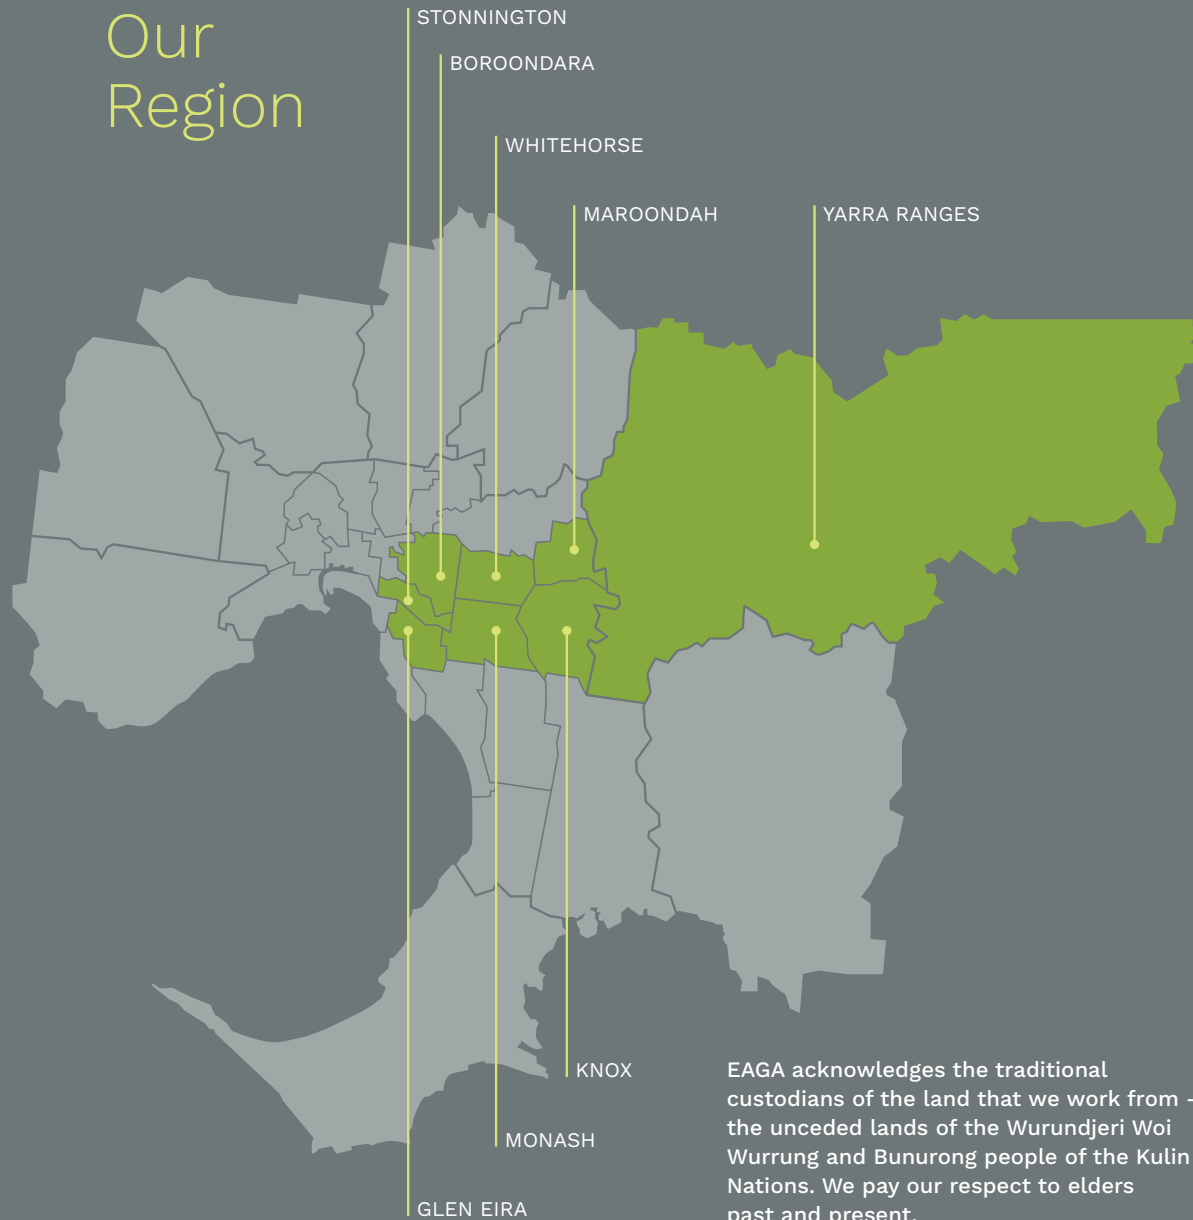 Our
Region
STONNINGTON
BOROONDARA
WHITEHORSE
MAROONDAH
YARRA RANGES
KNOX
MONASH
GLEN EIRA
EAGA acknowledges the traditional
custodians of the land that we work from -
the unceded lands of the Wurundjeri Woi
Wurrung and Bunurong people of the Kulin
Nations. We pay our respect to elders
past and present.